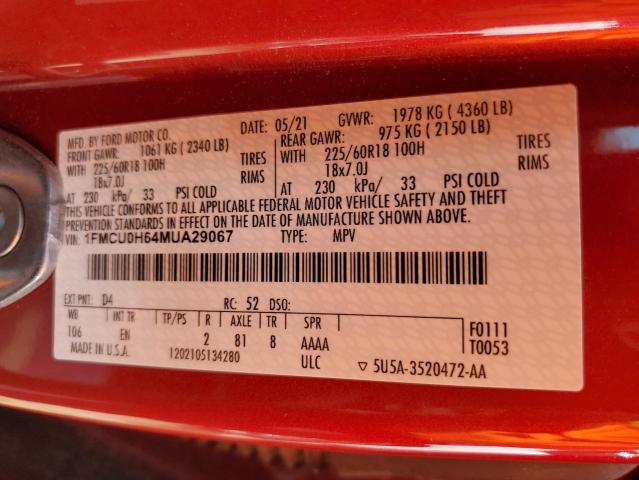 MFD. BY FORD MOTOR CO. DATE: 05/21 GVWR: 1978 KG ( 4360 LB)
FRONT GAWR: 1061 KG ( 2340 LB) REAR GAWR: 975 KG ( 2150 LB)
WITH 225/60R18 100H TIRES WITH 225/60R18 100H TIRES
18x7.0J RIMS 18x7.0J RIMS
AT 230 kPa/ 33 PSI COLD AT 230 kPa/ 33 PSI COLD
THIS VEHICLE CONFORMS TO ALL APPLICABLE FEDERAL MOTOR VEHICLE SAFETY AND THEFT
PREVENTION STANDARDS IN EFFECT ON THE DATE OF MANUFACTURE SHOWN ABOVE.
VIN: 1FMCU0H64MUA29067 TYPE: MPV
EXT PNT: D4 RC: 52 DSO:
WB INT TR TP/PS R AXLE TR SPR F0111
106 EN 2 81 8 AAAA T0053
MADE IN U.S.A. 1202105134280 ULC ▽ 5U5A-3520472-AA